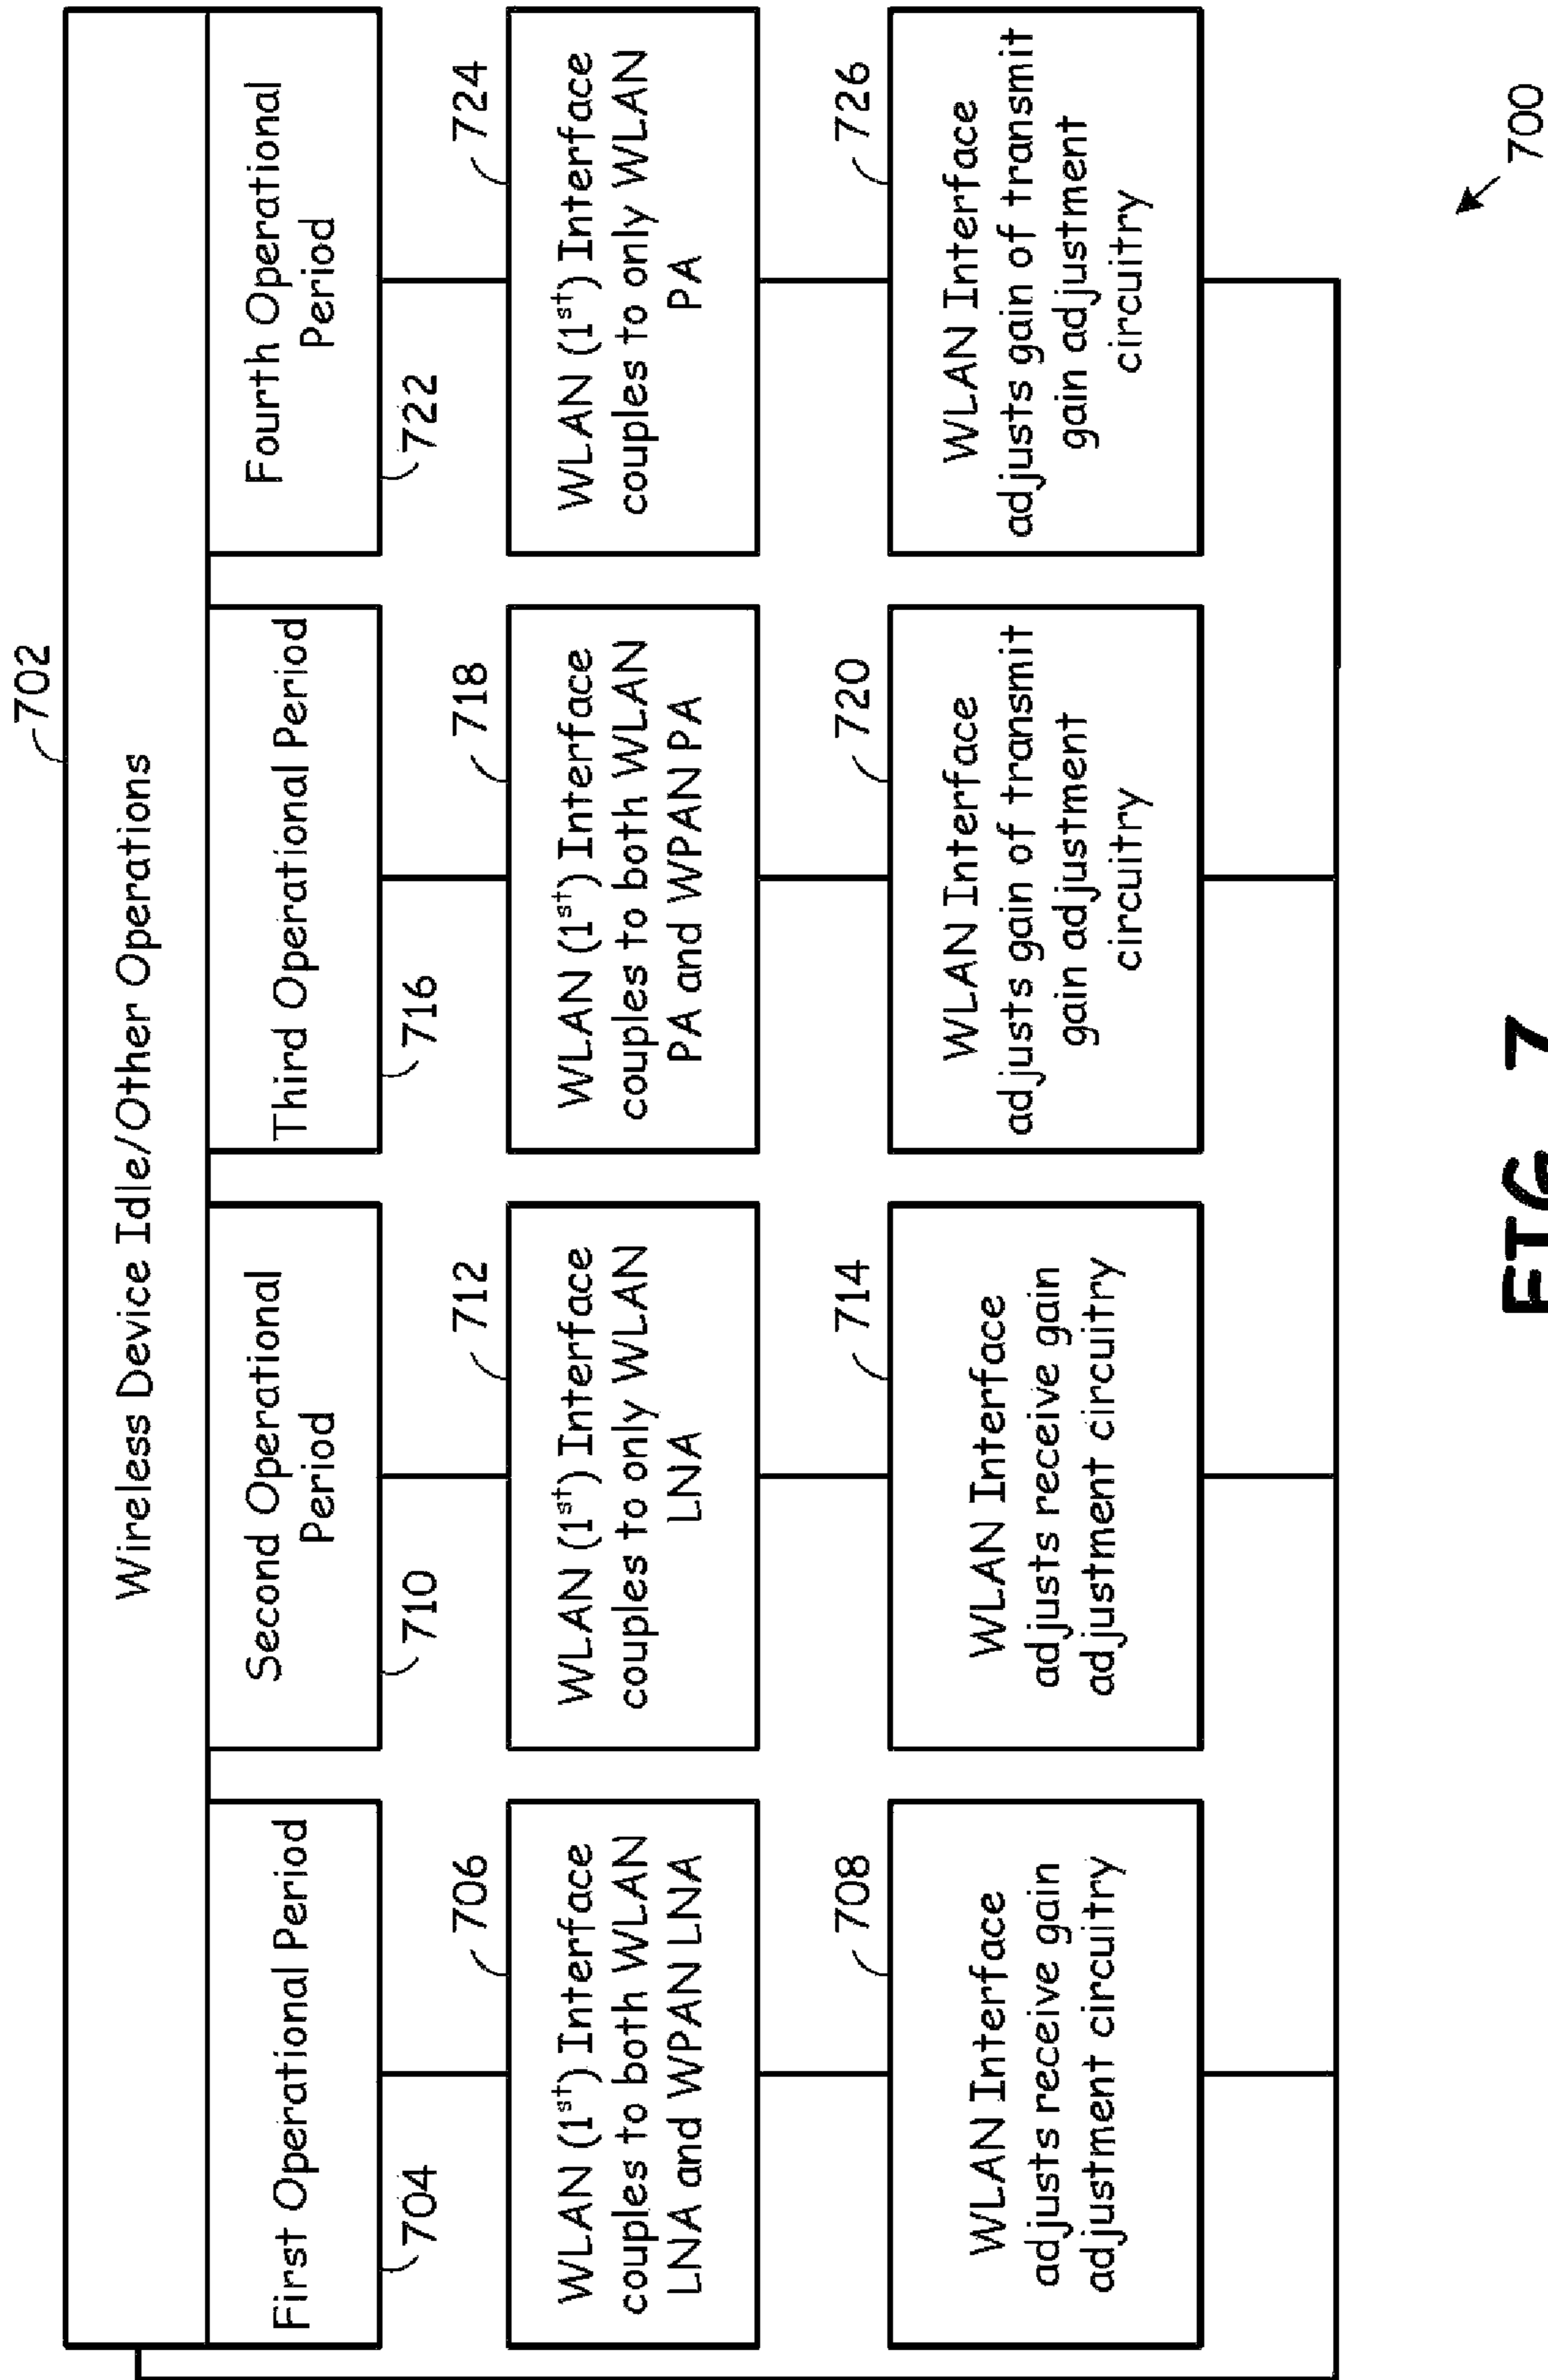 702
Wireless Device Idle/Other Operations
First Operational Period
704
WLAN (1st) Interface
couples to both WLAN
LNA and WPAN LNA
706
WLAN Interface
adjusts receive gain
adjustment circuitry
708
Second Operational
Period
710
WLAN (1st) Interface
couples to only WLAN
LNA
712
WLAN Interface
adjusts receive gain
adjustment circuitry
714
Third Operational Period
716
WLAN (1st) Interface
couples to both WLAN
PA and WPAN PA
718
WLAN Interface
adjusts gain of transmit
gain adjustment
circuitry
720
Fourth Operational
Period
722
WLAN (1st) Interface
couples to only WLAN
PA
724
WLAN Interface
adjusts gain of transmit
gain adjustment
circuitry
726
FIG. 7
700